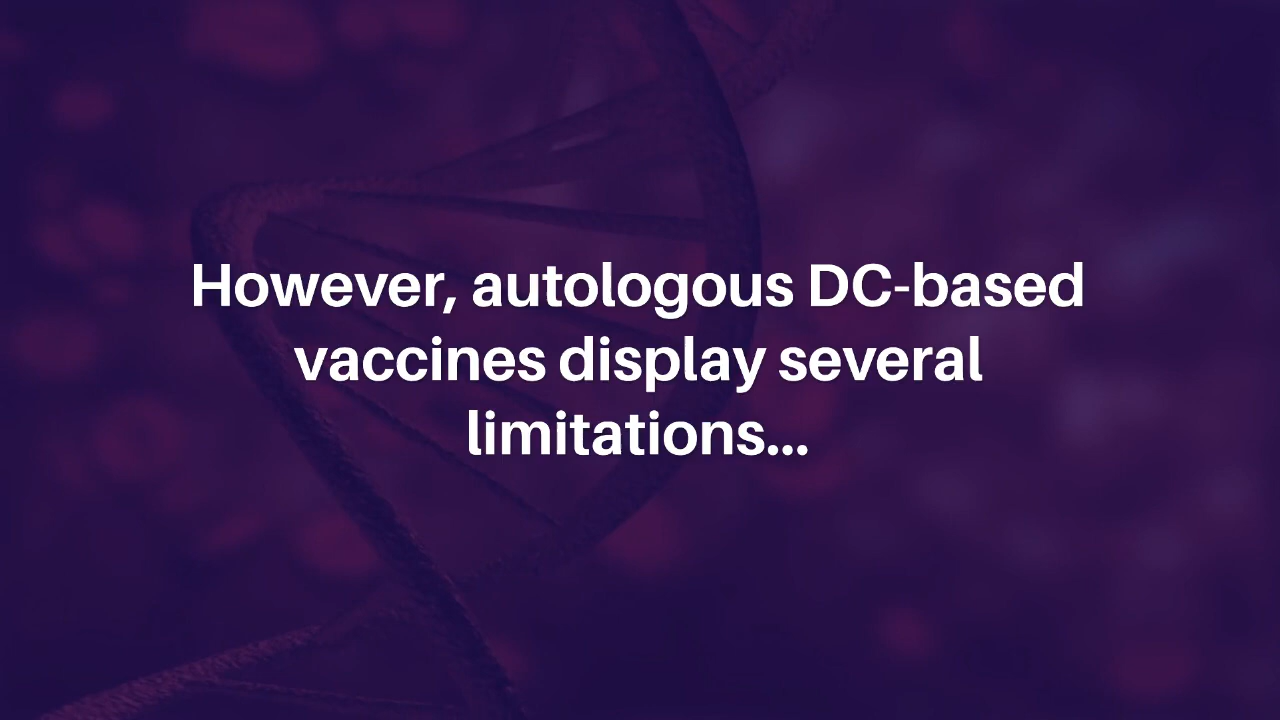 However, autologous DC-based
vaccines display several
limitations...